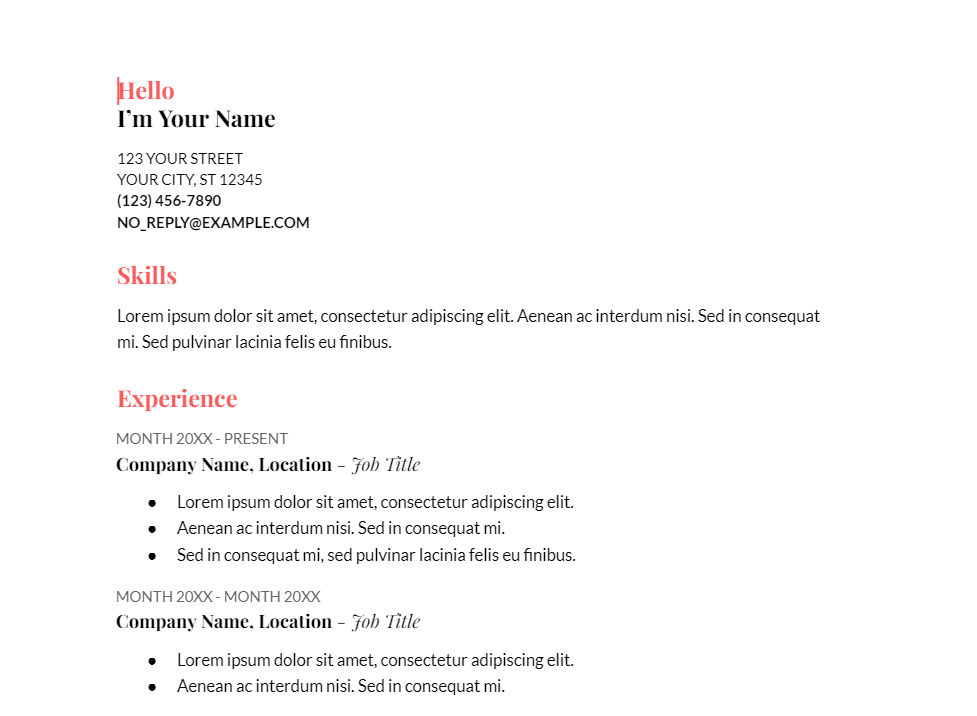 Hello
I’m Your Name
123 YOUR STREET
YOUR CITY, ST 12345
(123) 456-7890
NO_REPLY@EXAMPLE.COM
Skills
Lorem ipsum dolor sit amet, consectetur adipiscing elit. Aenean ac interdum nisi. Sed in consequat
mi. Sed pulvinar lacinia felis eu finibus.
Experience
MONTH 20XX - PRESENT
Company Name, Location - Job Title
● Lorem ipsum dolor sit amet, consectetur adipiscing elit.
● Aenean ac interdum nisi. Sed in consequat mi.
● Sed in consequat mi, sed pulvinar lacinia felis eu finibus.
MONTH 20XX - MONTH 20XX
Company Name, Location - Job Title
● Lorem ipsum dolor sit amet, consectetur adipiscing elit.
● Aenean ac interdum nisi. Sed in consequat mi.